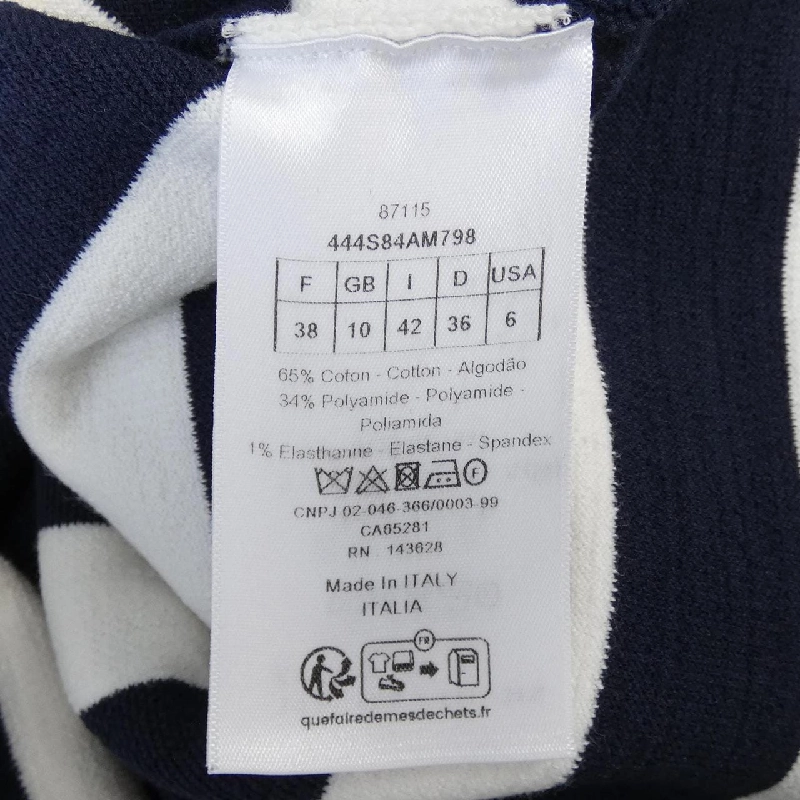 87115
444S84AM798
F GB I D USA
38 10 42 36 6
65% Coton - Cotton - Algodão
34% Polyamide - Polyamide -
Poliamida
1% Elasthanne - Elastane - Spandex
F
CNPJ 02-046-366/0003-99
CA65281
RN 143628
Made In ITALY
ITALIA
FR
quefairedemesdechets.fr